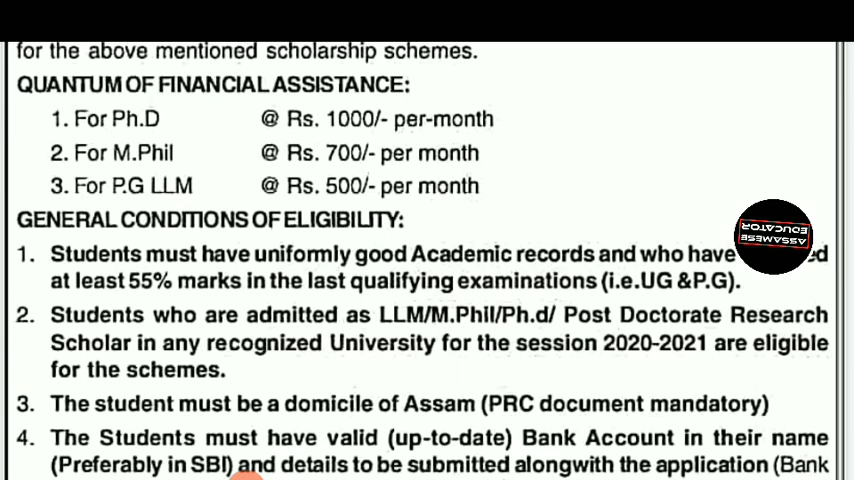 for the above mentioned scholarship schemes.
QUANTUM OF FINANCIAL ASSISTANCE:
1. For Ph.D @ Rs. 1000/- per-month
2. For M.Phil @ Rs. 700/- per month
3. For P.G LLM @ Rs. 500/- per month
GENERAL CONDITIONS OF ELIGIBILITY:
1. Students must have uniformly good Academic records and who have
at least 55% marks in the last qualifying examinations (i.e.UG &P.G).
2. Students who are admitted as LLM/M.Phil/Ph.d/ Post Doctorate Research
Scholar in any recognized University for the session 2020-2021 are eligible
for the schemes.
3. The student must be a domicile of Assam (PRC document mandatory)
4. The Students must have valid (up-to-date) Bank Account in their name
(Preferably in SBI) and details to be submitted alongwith the application (Bank
ASSAMESE
EDUCATOR